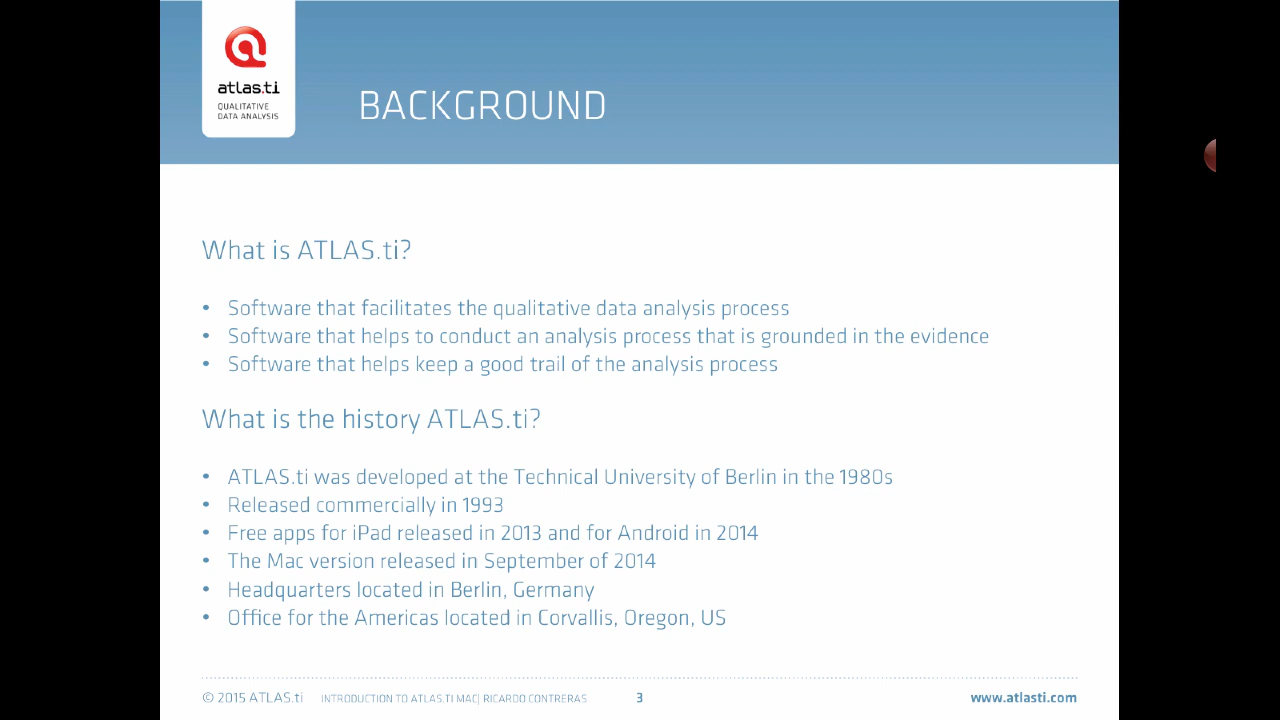 atlas.ti
QUALITATIVE
DATA ANALYSIS
BACKGROUND
What is ATLAS.ti?
• Software that facilitates the qualitative data analysis process
• Software that helps to conduct an analysis process that is grounded in the evidence
• Software that helps keep a good trail of the analysis process
What is the history ATLAS.ti?
• ATLAS.ti was developed at the Technical University of Berlin in the 1980s
• Released commercially in 1993
• Free apps for iPad released in 2013 and for Android in 2014
• The Mac version released in September of 2014
• Headquarters located in Berlin, Germany
• Office for the Americas located in Corvallis, Oregon, US
© 2015 ATLAS.ti INTRODUCTION TO ATLAS.TI MAC| RICARDO CONTRERAS 3 www.atlasti.com